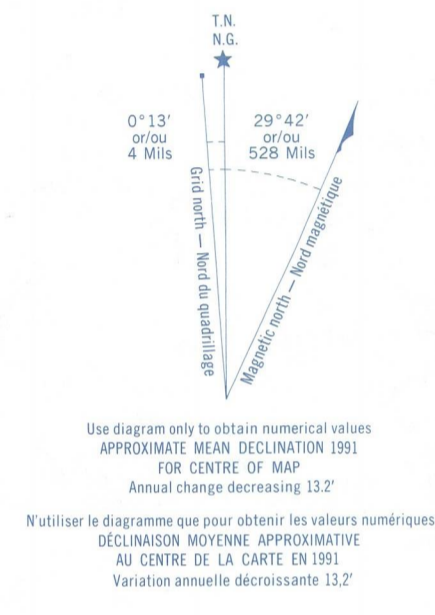 T.N.
N.G.
0°13′
or/ou
4 Mils
29°42′
or/ou
528 Mils
Grid north — Nord du quadrillage
Magnetic north — Nord magnétique
Use diagram only to obtain numerical values
APPROXIMATE MEAN DECLINATION 1991
FOR CENTRE OF MAP
Annual change decreasing 13.2′
N'utiliser le diagramme que pour obtenir les valeurs numériques
DÉCLINAISON MOYENNE APPROXIMATIVE
AU CENTRE DE LA CARTE EN 1991
Variation annuelle décroissante 13,2′